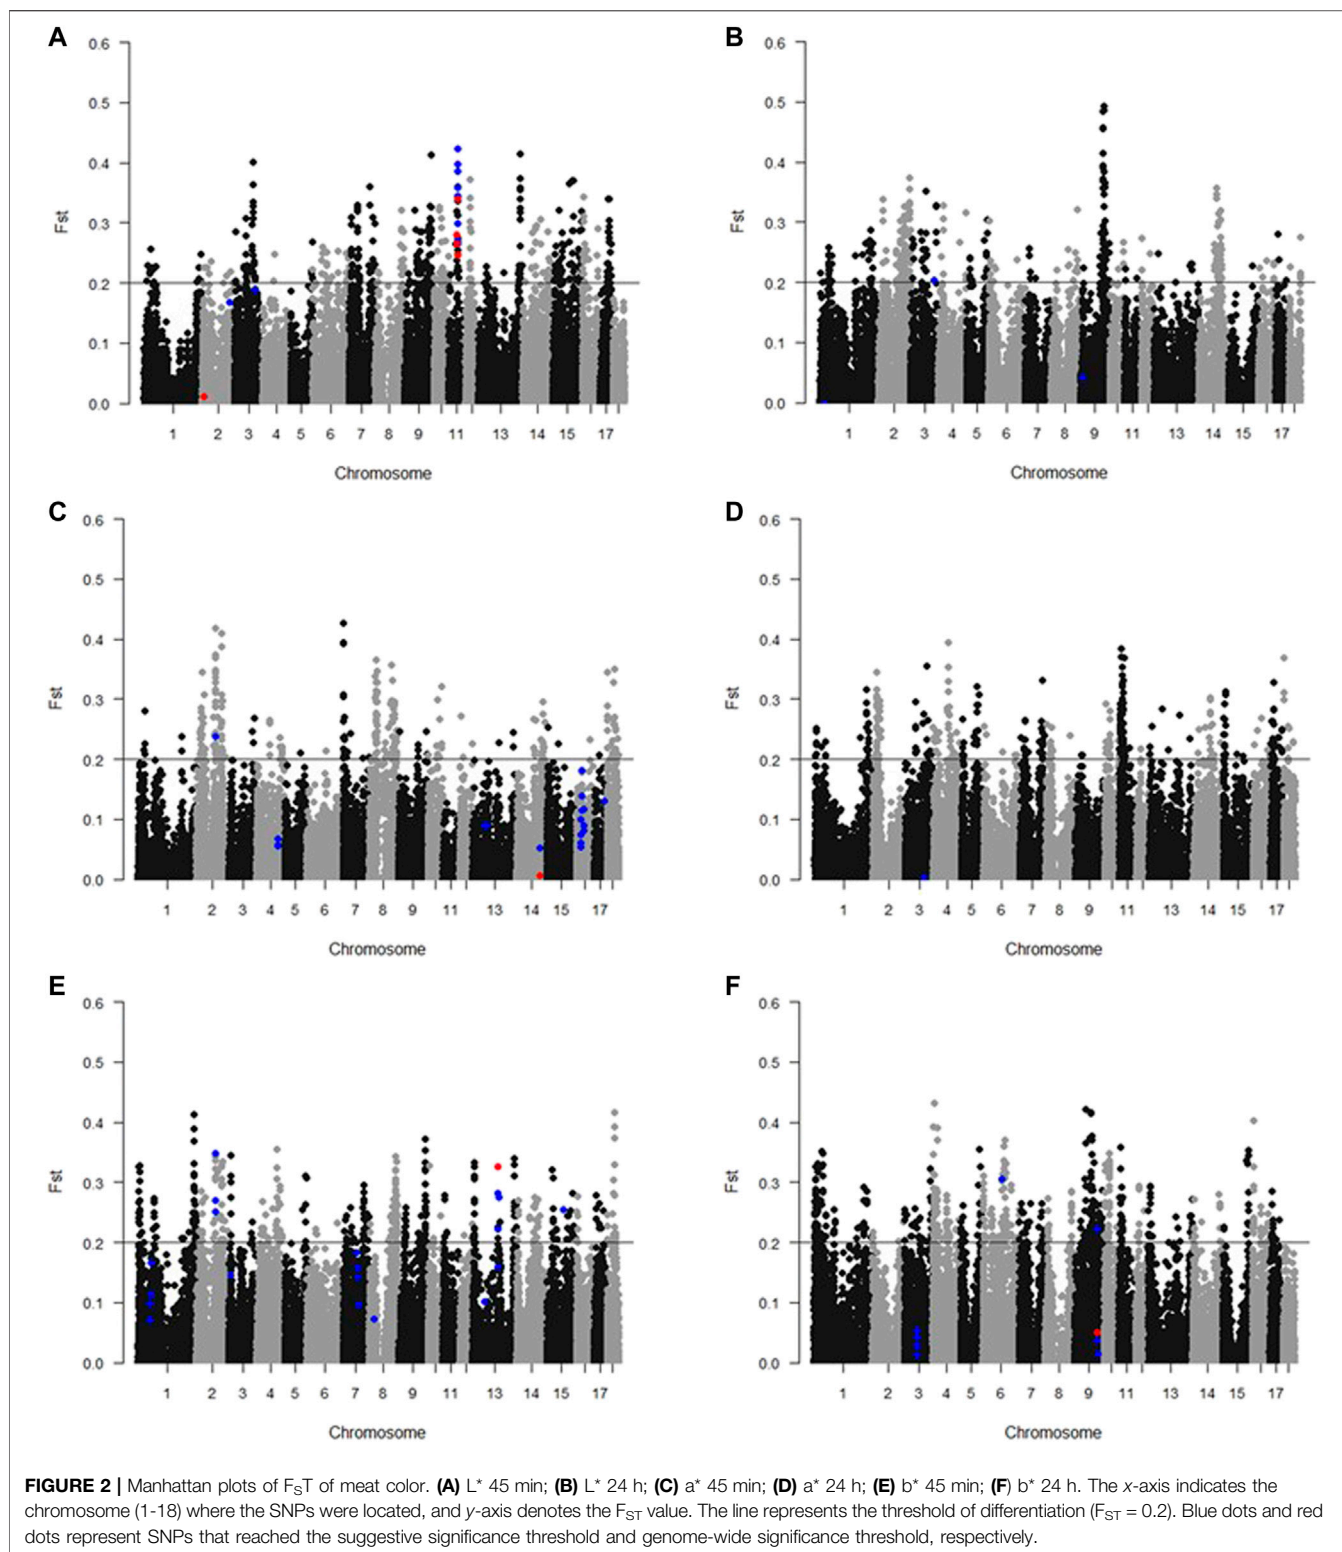 A
0.6
0.5
0.4
0.3
0.2
0.1
0.0
Fst
1 2 3 4 5 6 7 8 9 11 13 14 15 17
Chromosome
B
0.6
0.5
0.4
0.3
0.2
0.1
0.0
Fst
1 2 3 4 5 6 7 8 9 11 13 14 15 17
Chromosome
C
0.6
0.5
0.4
0.3
0.2
0.1
0.0
Fst
1 2 3 4 5 6 7 8 9 11 13 14 15 17
Chromosome
D
0.6
0.5
0.4
0.3
0.2
0.1
0.0
Fst
1 2 3 4 5 6 7 8 9 11 13 14 15 17
Chromosome
E
0.6
0.5
0.4
0.3
0.2
0.1
0.0
Fst
1 2 3 4 5 6 7 8 9 11 13 14 15 17
Chromosome
F
0.6
0.5
0.4
0.3
0.2
0.1
0.0
Fst
1 2 3 4 5 6 7 8 9 11 13 14 15 17
Chromosome
FIGURE 2 | Manhattan plots of FST of meat color. (A) L* 45 min; (B) L* 24 h; (C) a* 45 min; (D) a* 24 h; (E) b* 45 min; (F) b* 24 h. The x-axis indicates the
chromosome (1-18) where the SNPs were located, and y-axis denotes the FST value. The line represents the threshold of differentiation (FST = 0.2). Blue dots and red
dots represent SNPs that reached the suggestive significance threshold and genome-wide significance threshold, respectively.